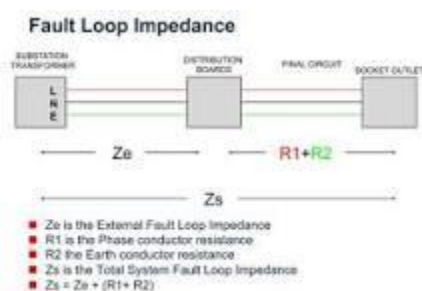 Fault Loop Impedance
SUBSTATION
TRANSFORMER
DISTRIBUTION
BOARDS
FINAL CIRCUIT
SOCKET OUTLET
L
N
E
Ze
R1+R2
Zs
Ze is the External Fault Loop Impedance
R1 is the Phase conductor resistance
R2 the Earth conductor resistance
Zs is the Total System Fault Loop Impedance
Zs = Ze + (R1+ R2)